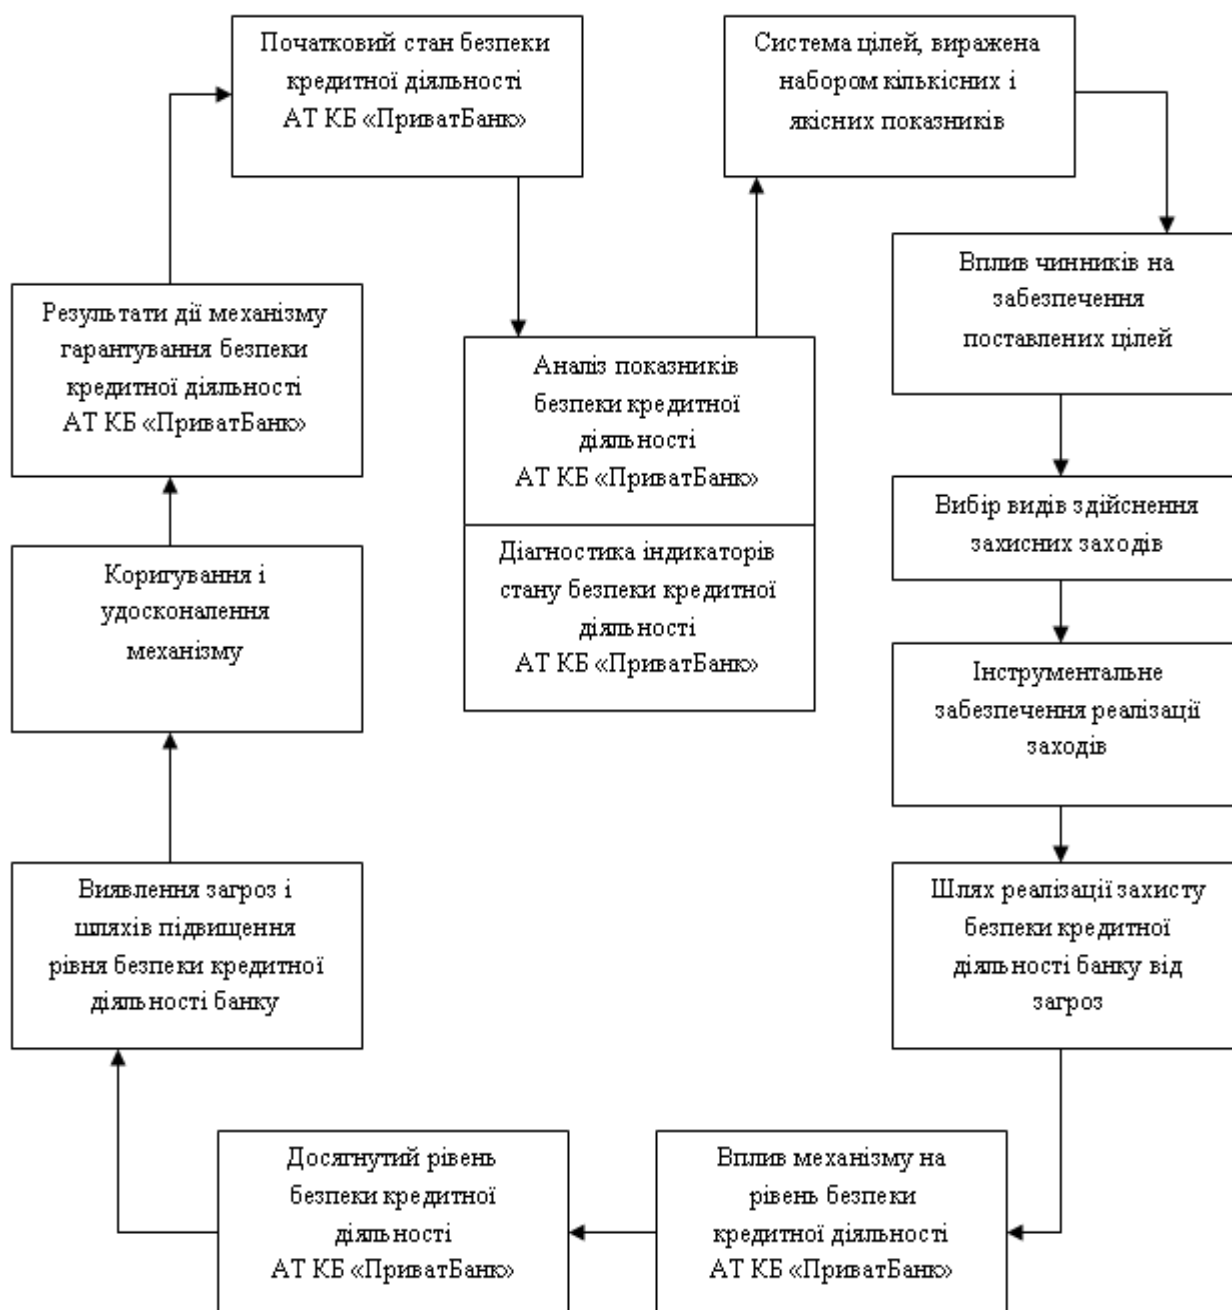 Початковий стан безпеки
кредитної діяльності
АТ КБ «ПриватБанк»
Система цілей, виражена
набором кількісних і
якісних показників
Вплив чинників на
забезпечення
поставлених цілей
Результати дії механізму
гарантування безпеки
кредитної діяльності
АТ КБ «ПриватБанк»
Аналіз показників
безпеки кредитної
діяльності
АТ КБ «ПриватБанк»
Діагностика індикаторів
стану безпеки кредитної
діяльності
АТ КБ «ПриватБанк»
Вибір видів здійснення
захисних заходів
Коригування і
удосконалення
механізму
Інструментальне
забезпечення реалізації
заходів
Виявлення загроз і
шляхів підвищення
рівня безпеки кредитної
діяльності банку
Шлях реалізації захисту
безпеки кредитної
діяльності банку від
загроз
Досягнутий рівень
безпеки кредитної
діяльності
АТ КБ «ПриватБанк»
Вплив механізму на
рівень безпеки
кредитної діяльності
АТ КБ «ПриватБанк»